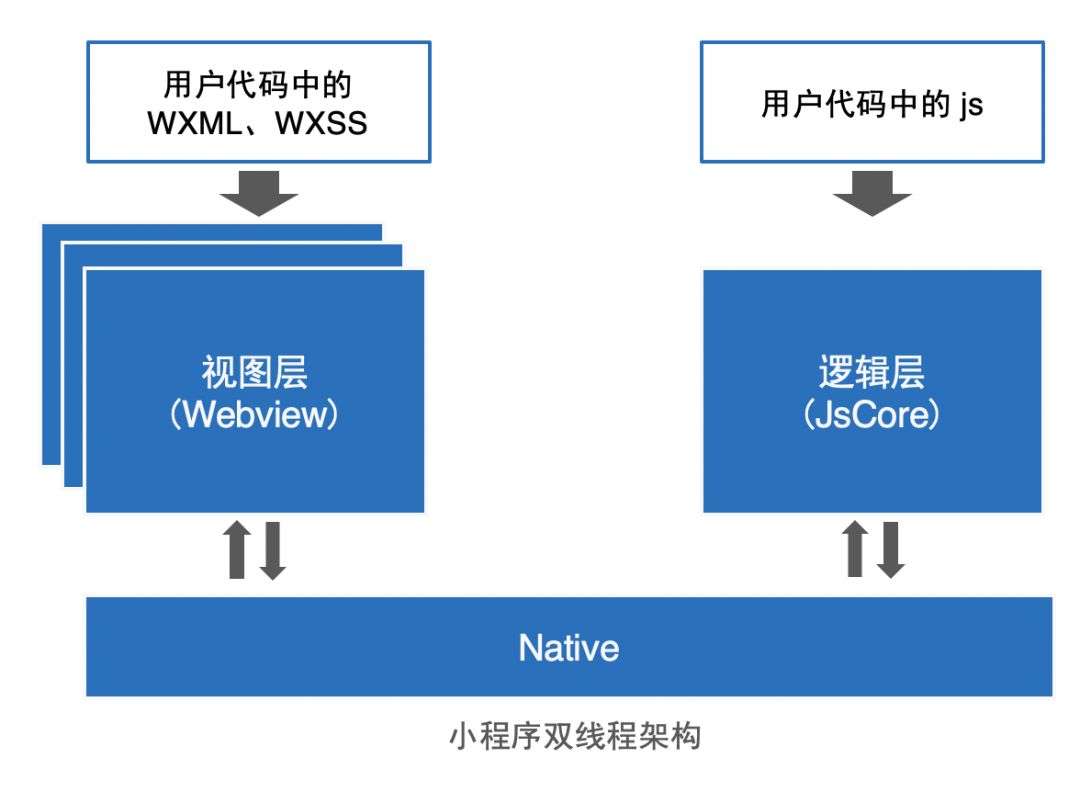 用户代码中的
WXML、WXSS
用户代码中的 js
视图层
（Webview）
逻辑层
（JsCore）
Native
小程序双线程架构